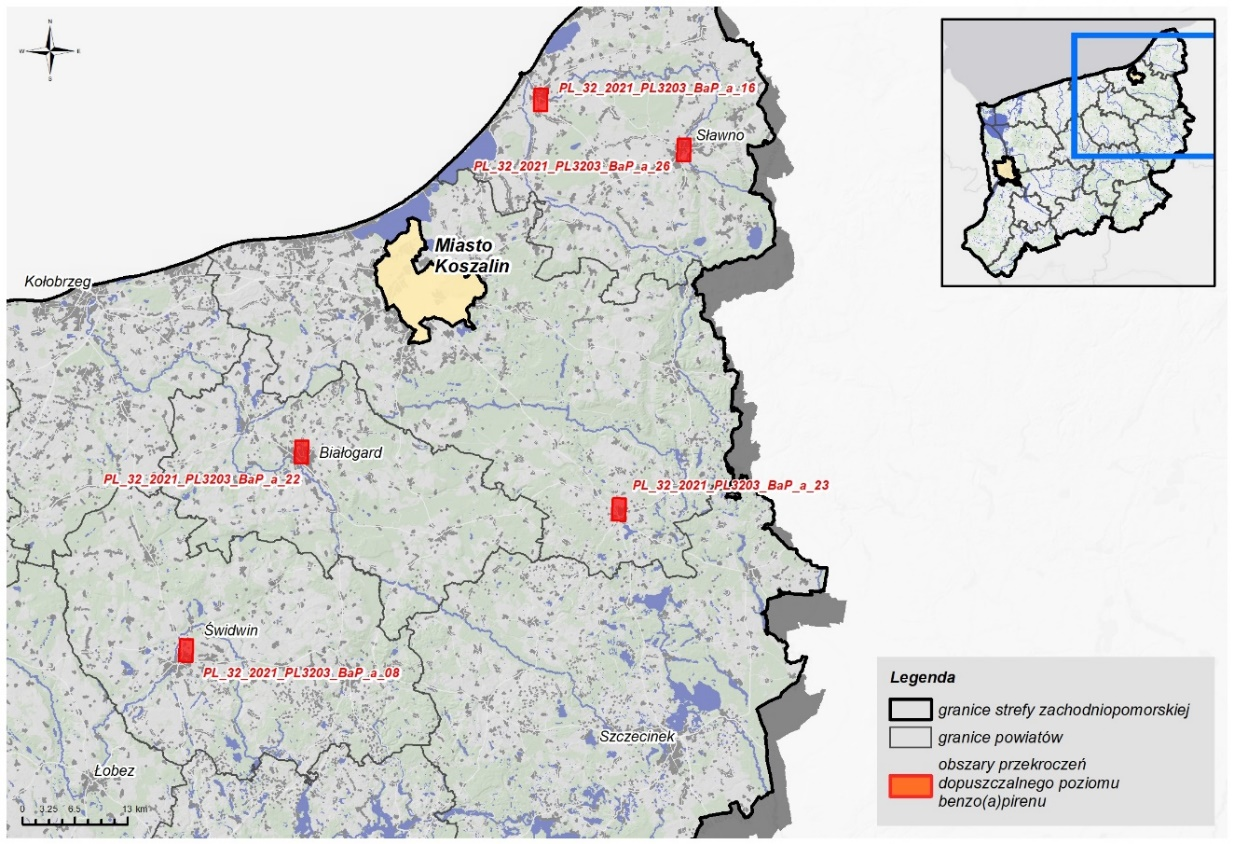 N
W E
S
PL_32_2021_PL3203_BaP_a_16
Sławno
PL_32_2021_PL3203_BaP_a_26
Miasto
Koszalin
Kołobrzeg
Białogard
PL_32_2021_PL3203_BaP_a_22
PL_32_2021_PL3203_BaP_a_23
Świdwin
PL_32_2021_PL3203_BaP_a_08
Szczecinek
Łobez
0 3.25 6.5 13 km
Legenda
granice strefy zachodniopomorskiej
granice powiatów
obszary przekroczeń
dopuszczalnego poziomu
benzo(a)pirenu